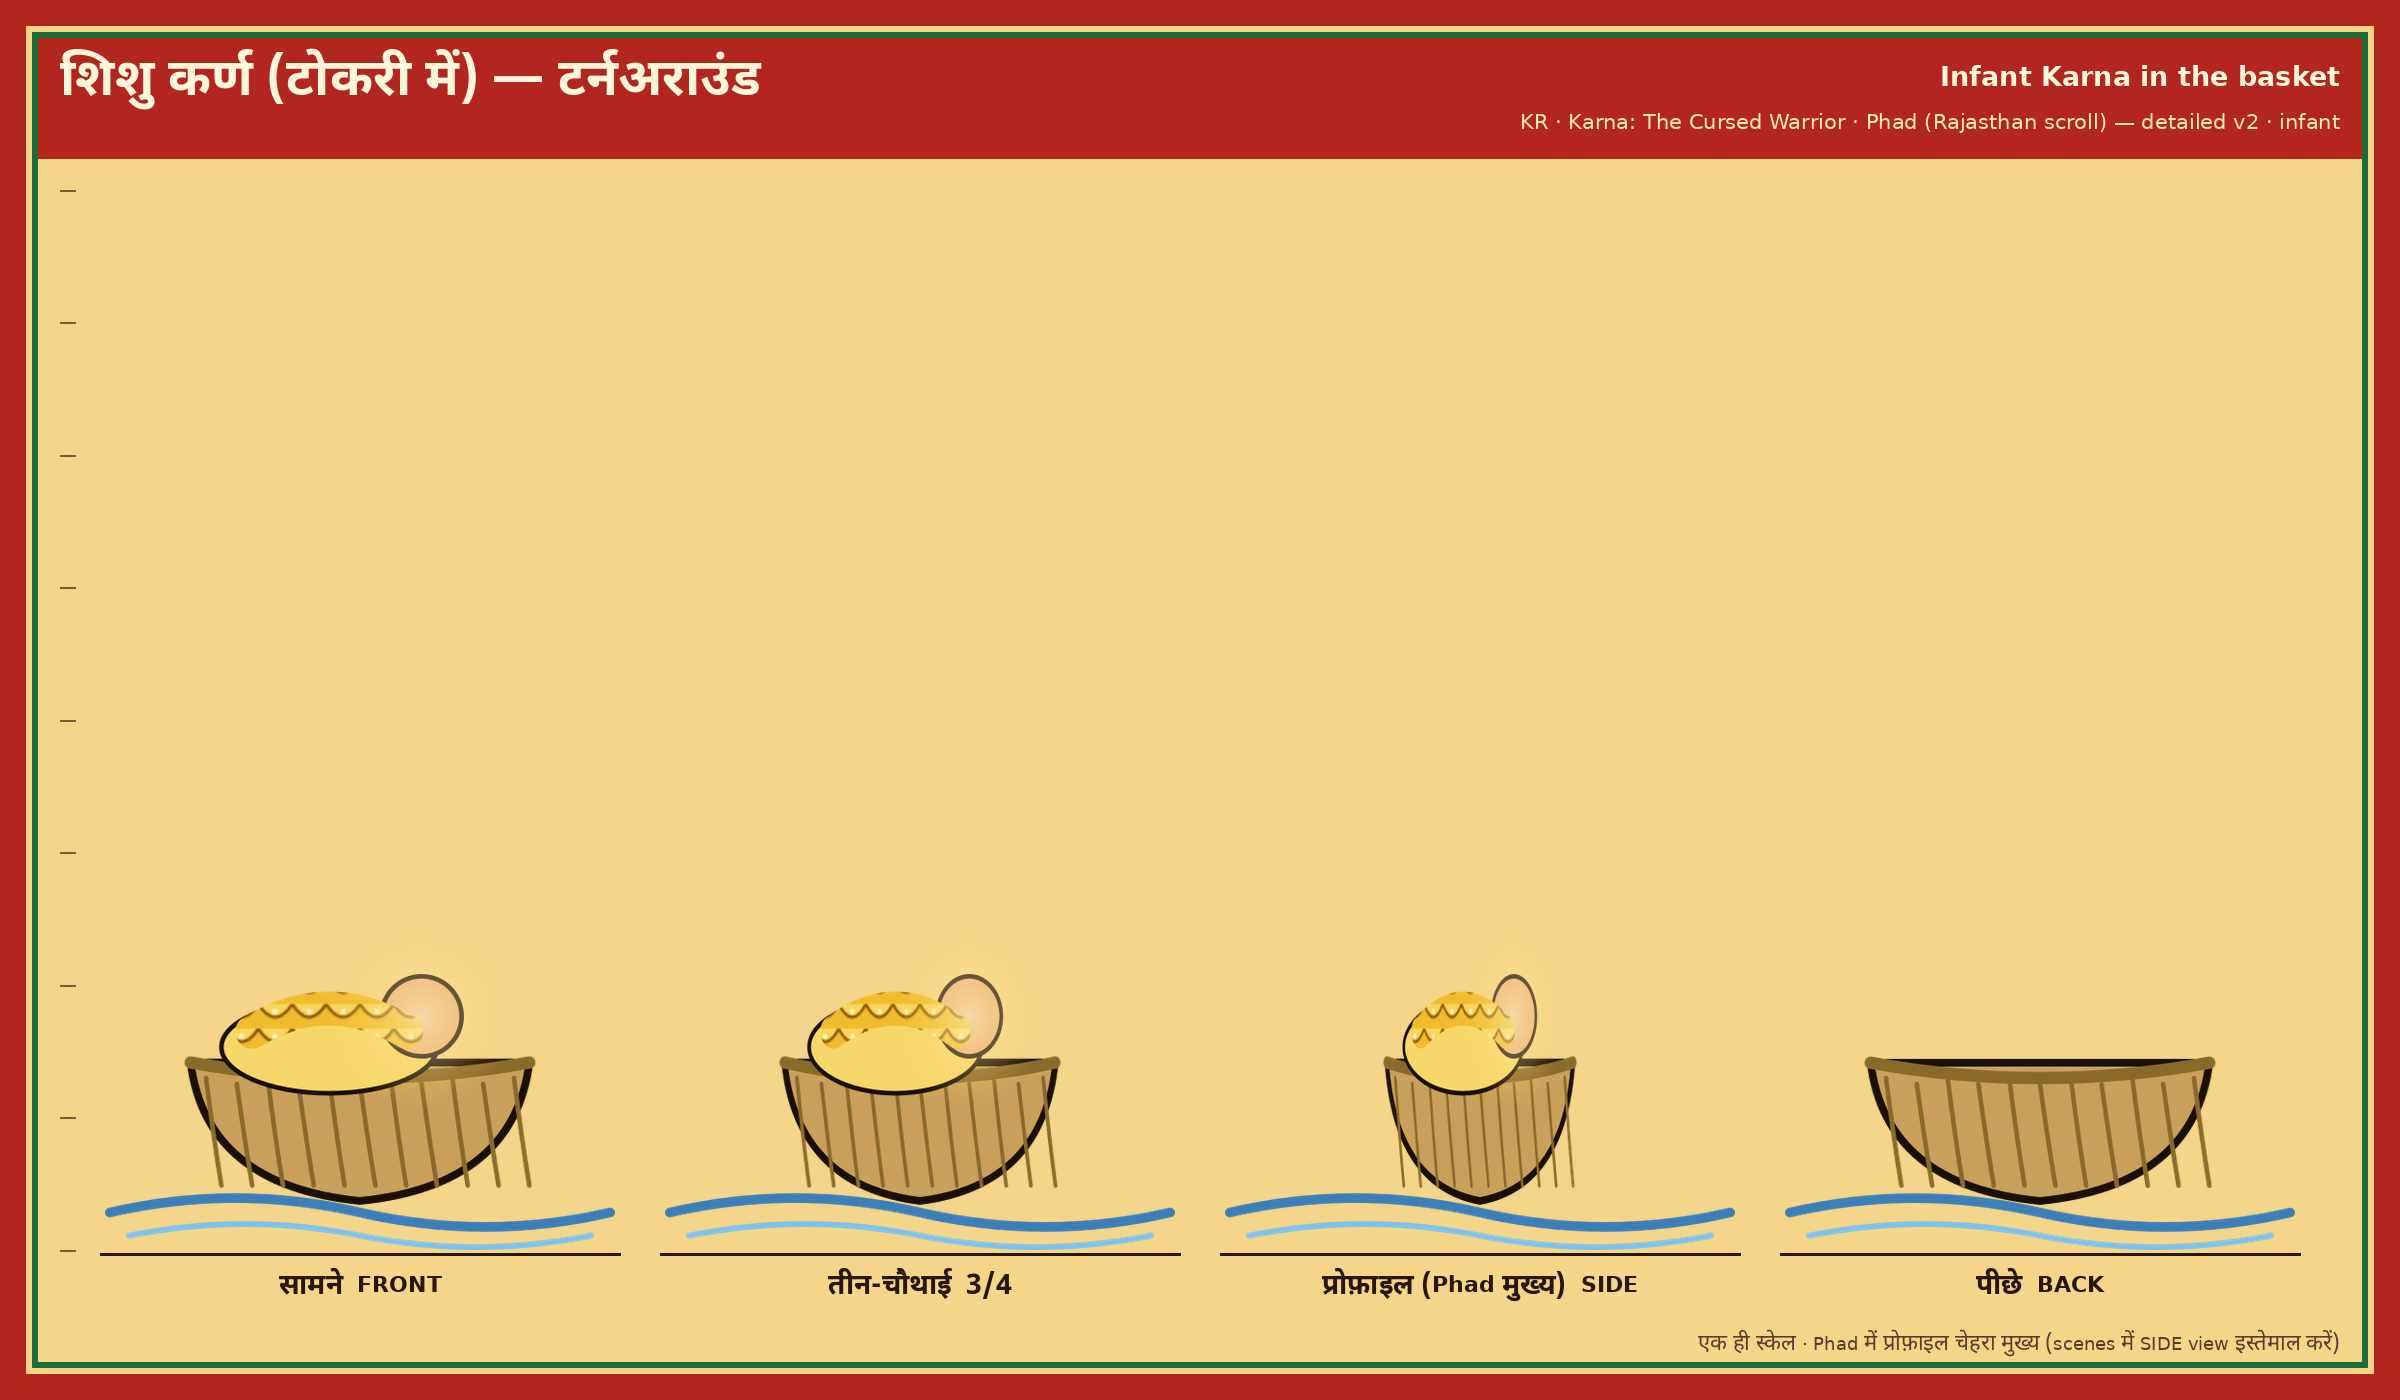 शिशु कर्ण (टोकरी में) — टर्नअराउंड
Infant Karna in the basket
KR · Karna: The Cursed Warrior · Phad (Rajasthan scroll) — detailed v2 · infant
सामने FRONT
तीन-चौथाई 3/4
प्रोफ़ाइल (Phad मुख्य) SIDE
पीछे BACK
एक ही स्केल · Phad में प्रोफ़ाइल चेहरा मुख्य (scenes में SIDE view इस्तेमाल करें)